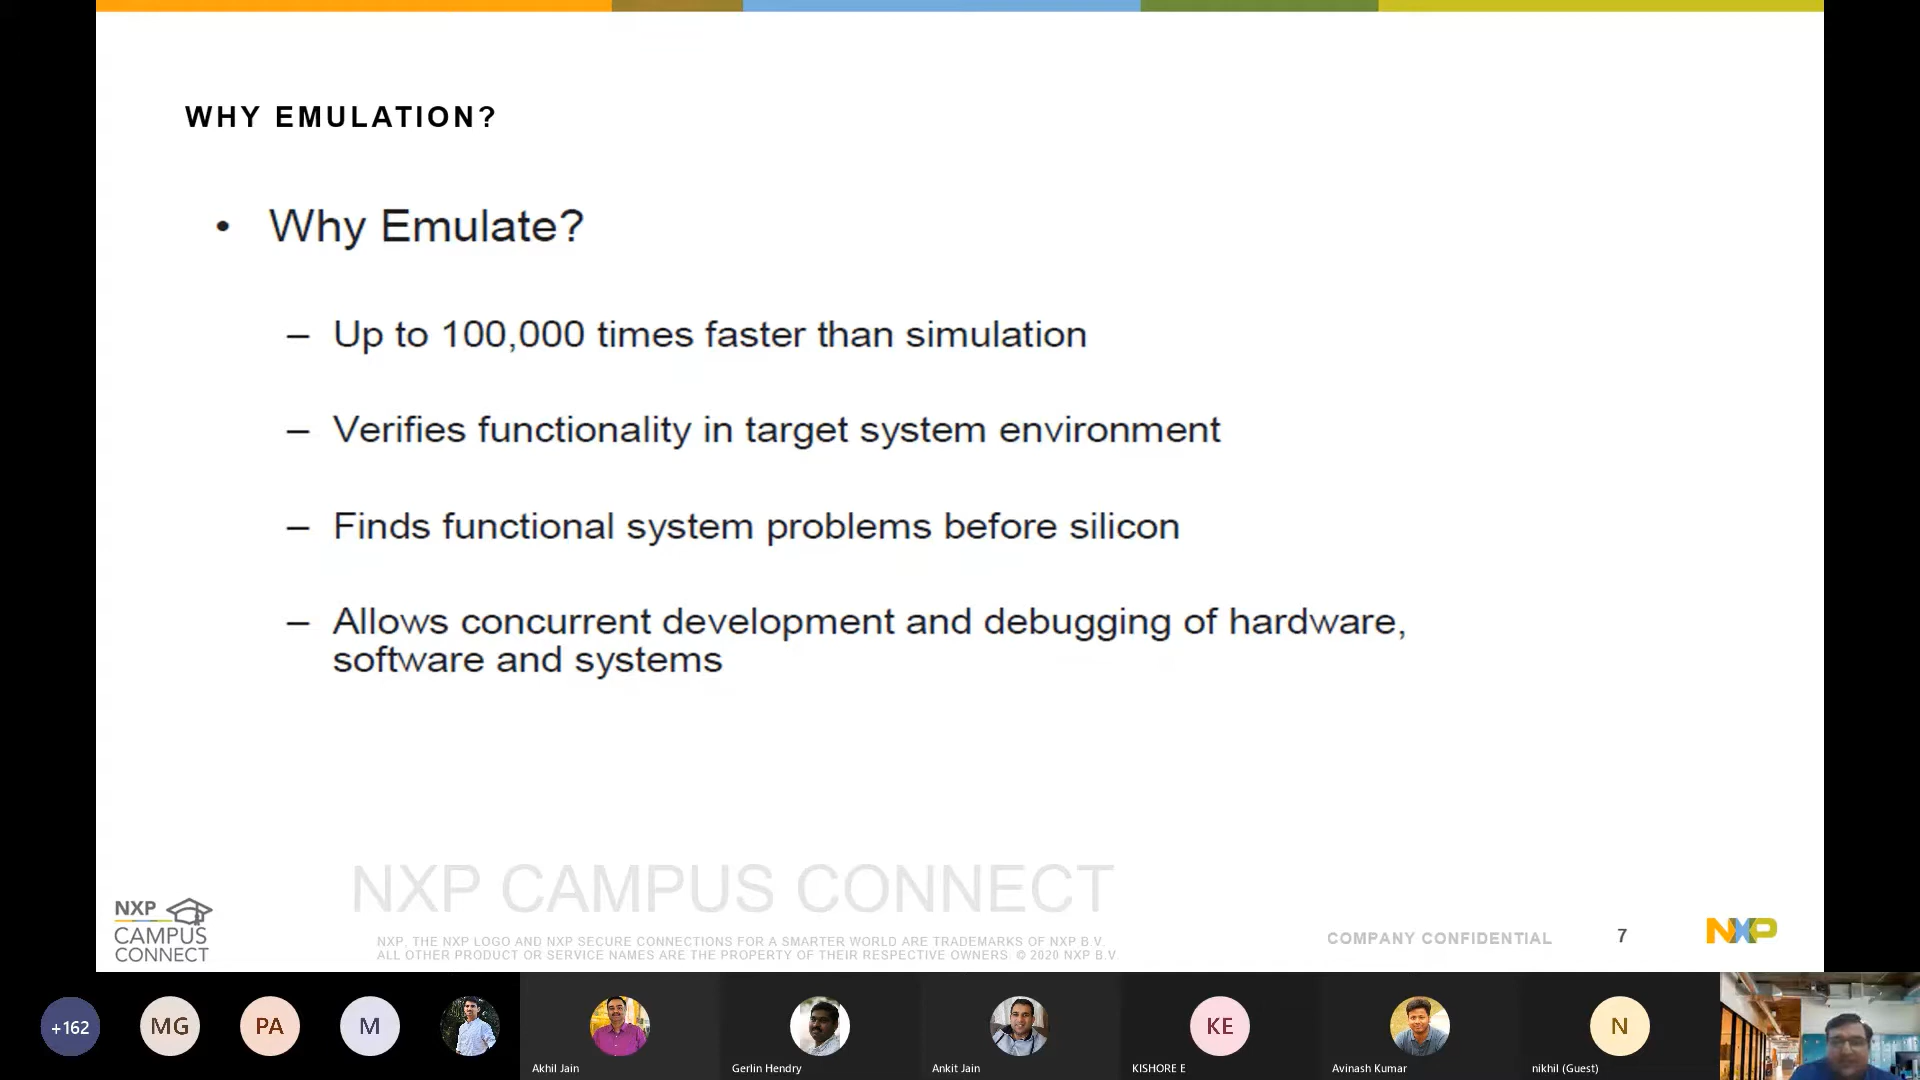 WHY EMULATION?
• Why Emulate?
– Up to 100,000 times faster than simulation
– Verifies functionality in target system environment
– Finds functional system problems before silicon
– Allows concurrent development and debugging of hardware,
software and systems
NXP CAMPUS CONNECT
NXP
CAMPUS
CONNECT
NXP, THE NXP LOGO AND NXP SECURE CONNECTIONS FOR A SMARTER WORLD ARE TRADEMARKS OF NXP B.V.
ALL OTHER PRODUCT OR SERVICE NAMES ARE THE PROPERTY OF THEIR RESPECTIVE OWNERS. © 2020 NXP B.V.
COMPANY CONFIDENTIAL
7
NXP
+162
MG
PA
M
KE
N
Akhil Jain
Gerlin Hendry
Ankit Jain
KISHORE E
Avinash Kumar
nikhil (Guest)